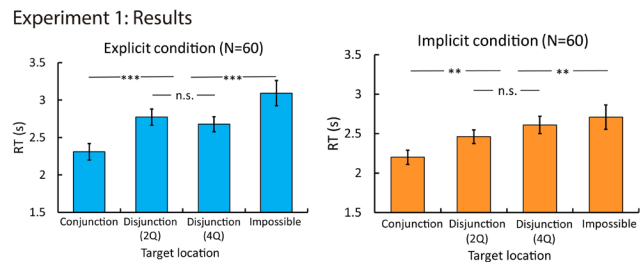 Experiment 1: Results
Explicit condition (N=60)
*** ***
n.s.
3.5
3
2.5
2
1.5
RT (s)
Conjunction Disjunction Disjunction Impossible
(2Q) (4Q)
Target location
Implicit condition (N=60)
** **
n.s.
3.5
3
2.5
2
1.5
RT (s)
Conjunction Disjunction Disjunction Impossible
(2Q) (4Q)
Target location